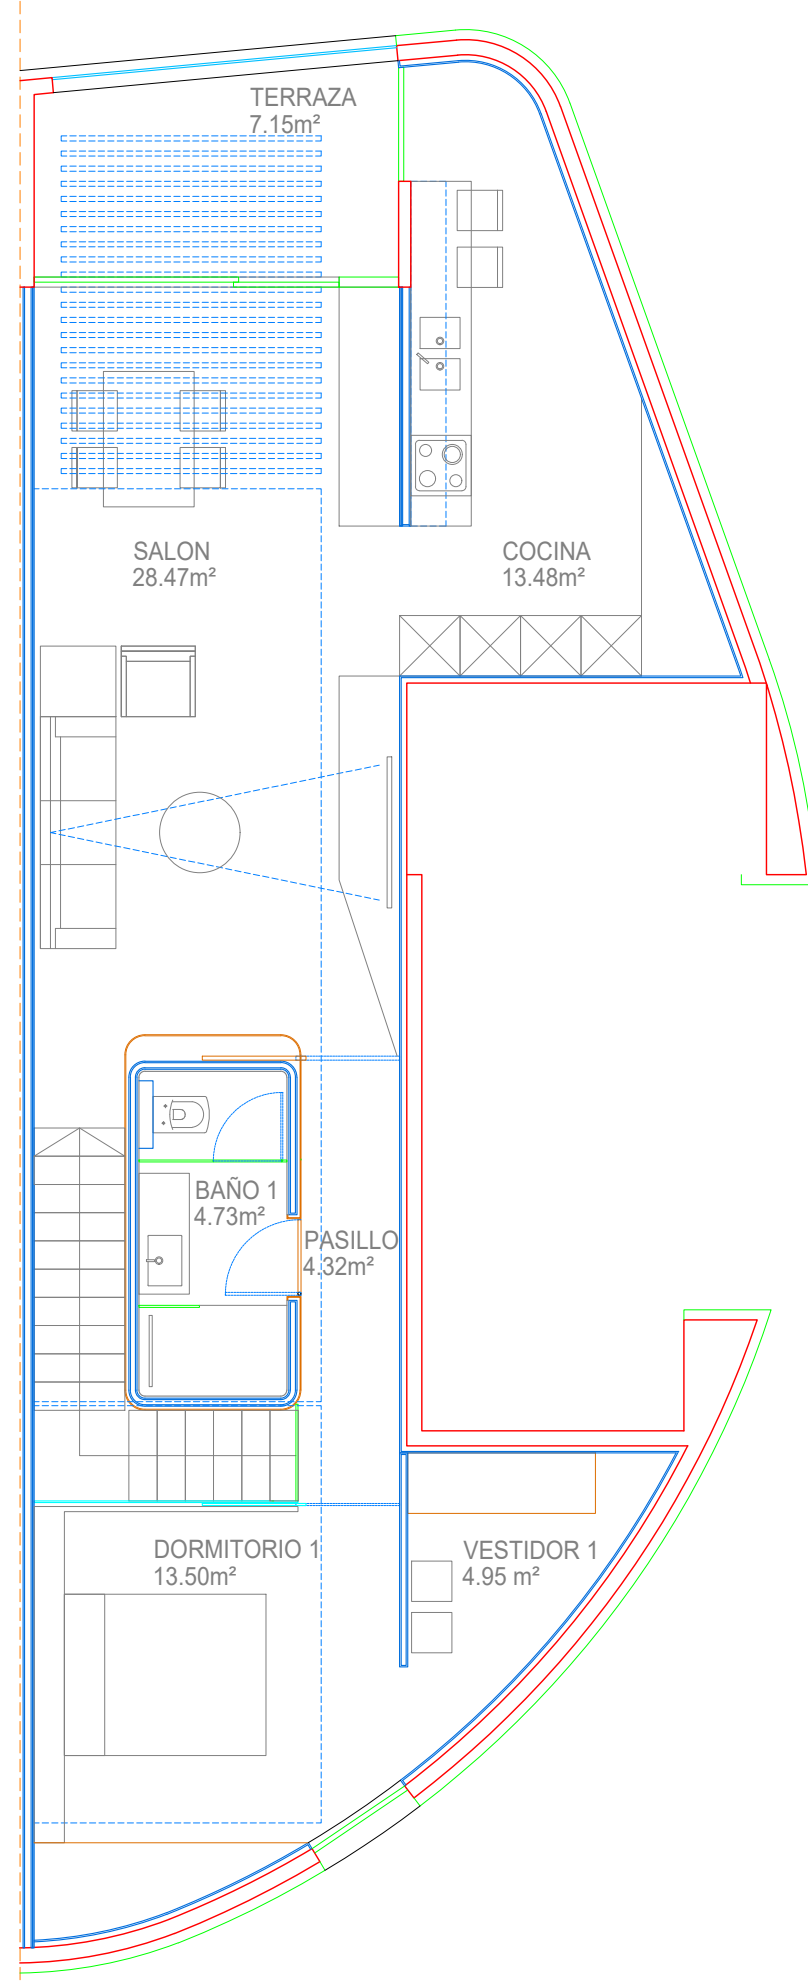 TERRAZA
7.15m²
SALON
28.47m²
COCINA
13.48m²
BAÑO 1
4.73m²
PASILLO
4.32m²
DORMITORIO 1
13.50m²
VESTIDOR 1
4.95 m²